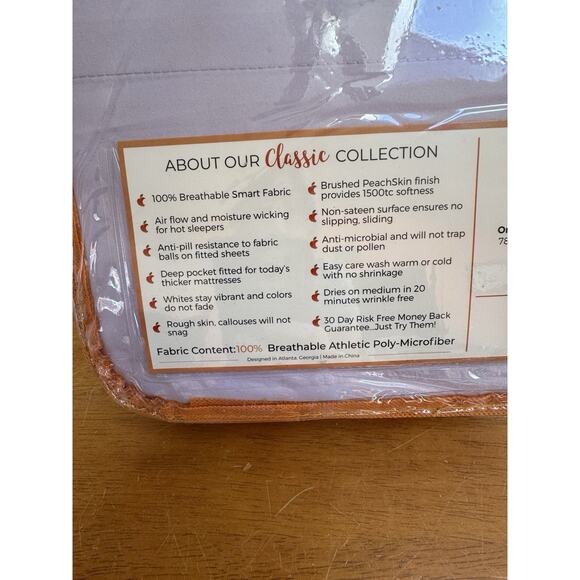 ABOUT OUR Classic COLLECTION
100% Breathable Smart Fabric
Air flow and moisture wicking
for hot sleepers
Anti-pill resistance to fabric
balls on fitted sheets
Deep pocket fitted for today's
thicker mattresses
Whites stay vibrant and colors
do not fade
Rough skin, callouses will not
snag
Brushed PeachSkin finish
provides 1500tc softness
Non-sateen surface ensures no
slipping, sliding
Anti-microbial and will not trap
dust or pollen
Easy care wash warm or cold
with no shrinkage
Dries on medium in 20
minutes wrinkle free
30 Day Risk Free Money Back
Guarantee...Just Try Them!
Fabric Content:100% Breathable Athletic Poly-Microfiber
Designed in Atlanta, Georgia | Made in China
Or
78